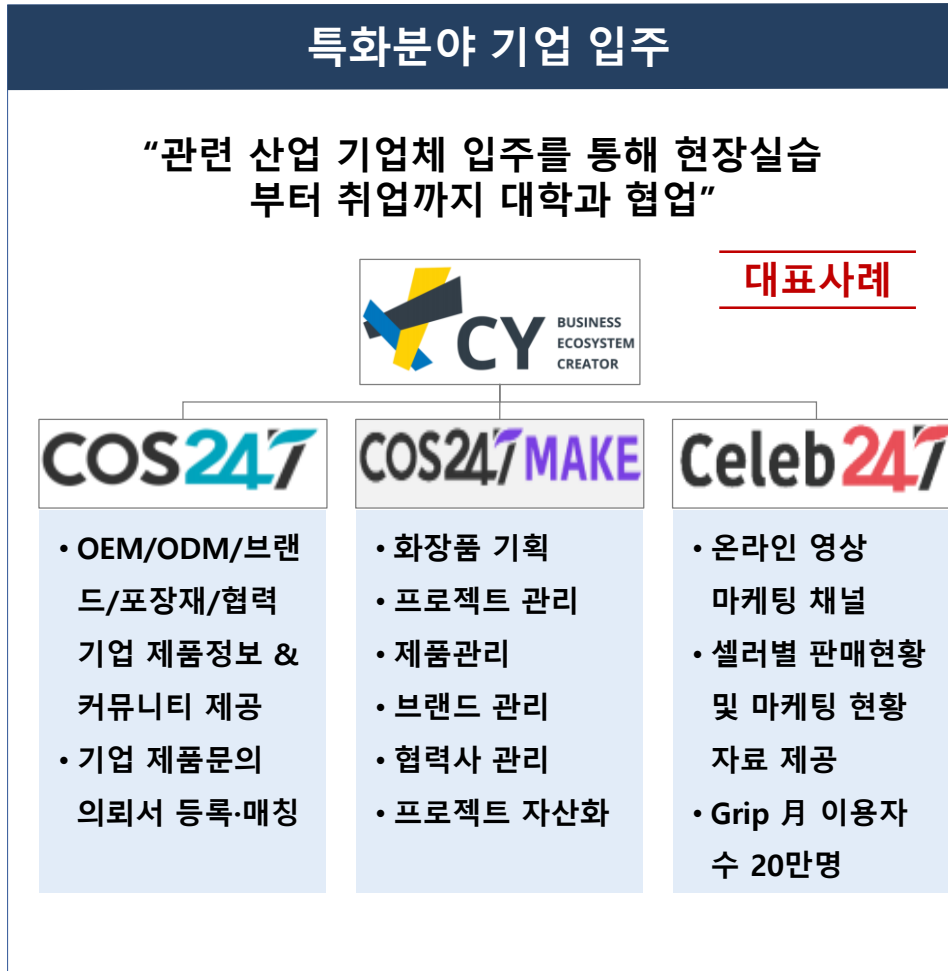 특화분야 기업 입주
“관련 산업 기업체 입주를 통해 현장실습
부터 취업까지 대학과 협업”
대표사례
CY
BUSINESS
ECOSYSTEM
CREATOR
COS247
• OEM/ODM/브랜
드/포장재/협력
기업 제품정보 &
커뮤니티 제공
• 기업 제품문의
의뢰서 등록·매칭
COS247MAKE
• 화장품 기획
• 프로젝트 관리
• 제품관리
• 브랜드 관리
• 협력사 관리
• 프로젝트 자산화
Celeb247
• 온라인 영상
마케팅 채널
• 셀러별 판매현황
및 마케팅 현황
자료 제공
• Grip 月 이용자
수 20만명